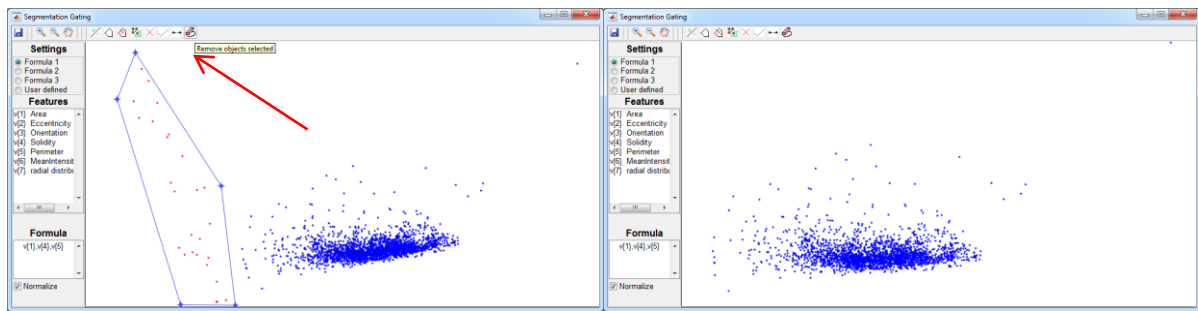 Segmentation Gating
Remove objects selected
Settings
Formula 1
Formula 2
Formula 3
User defined
Features
v{1} Area
v{2} Eccentricity
v{3} Orientation
v{4} Solidity
v{5} Perimeter
v{6} MeanIntensit
v{7} radial distribu
Formula
v{1},v{4},v{5}
Normalize
Segmentation Gating
Settings
Formula 1
Formula 2
Formula 3
User defined
Features
v{1} Area
v{2} Eccentricity
v{3} Orientation
v{4} Solidity
v{5} Perimeter
v{6} MeanIntensit
v{7} radial distribu
Formula
v{1},v{4},v{5}
Normalize